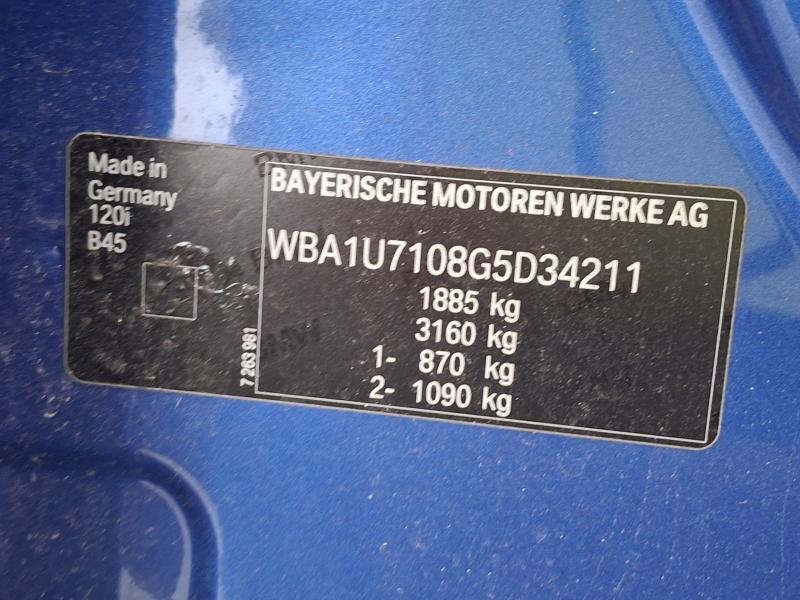 Made in
Germany
120i
B45
7 263 981
BAYERISCHE MOTOREN WERKE AG
WBA1U7108G5D34211
1885 kg
3160 kg
1- 870 kg
2- 1090 kg